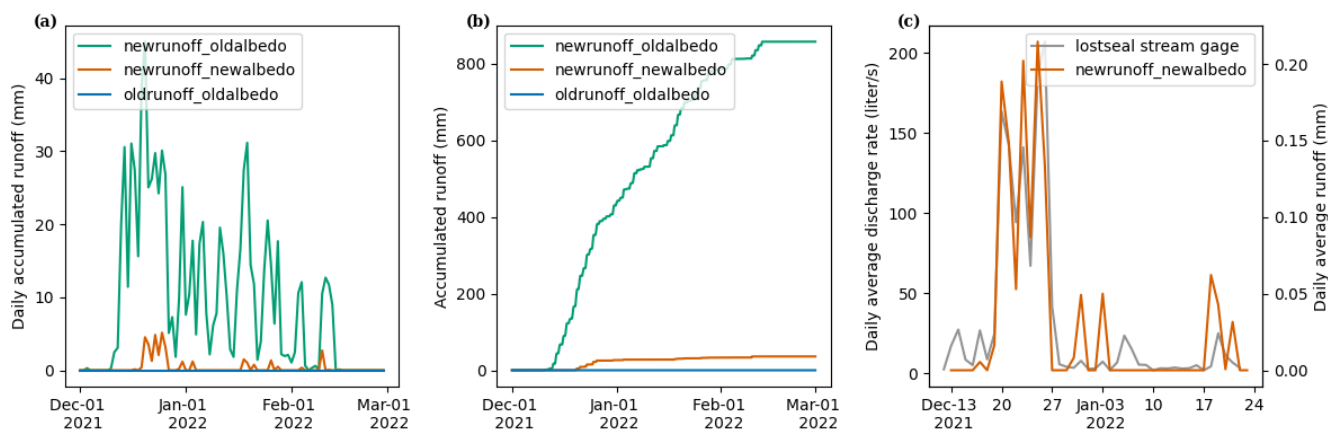 (a)
newrunoff_oldalbedo
newrunoff_newalbedo
oldrunoff_oldalbedo
Daily accumulated runoff (mm)
40
30
20
10
0
Dec-01
2021
Jan-01
2022
Feb-01
2022
Mar-01
2022
(b)
newrunoff_oldalbedo
newrunoff_newalbedo
oldrunoff_oldalbedo
Accumulated runoff (mm)
800
600
400
200
0
Dec-01
2021
Jan-01
2022
Feb-01
2022
Mar-01
2022
(c)
lostseal stream gage
newrunoff_newalbedo
Daily average discharge rate (liter/s)
200
150
100
50
0
Daily average runoff (mm)
0.20
0.15
0.10
0.05
0.00
Dec-13
2021
20
27
Jan-03
2022
10
17
24